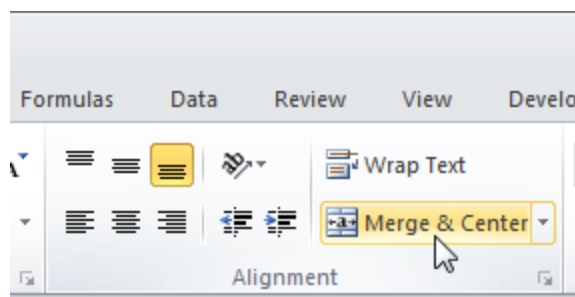 Formulas Data Review View Develo
A Wrap Text
a Merge & Center
Alignment